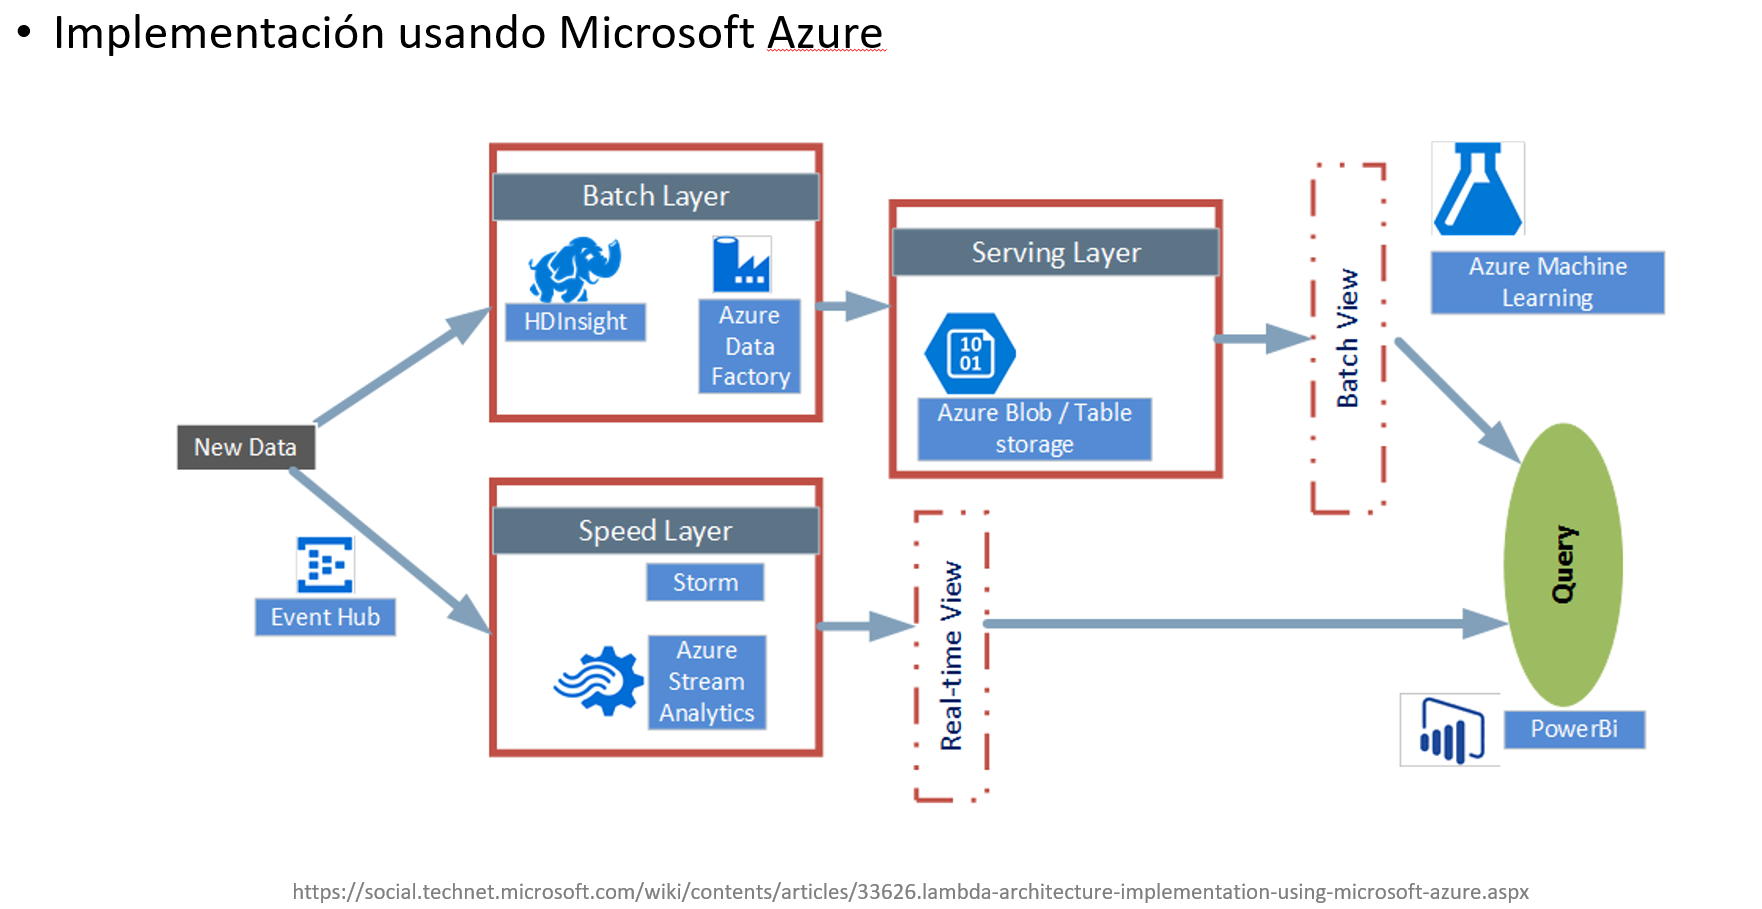 • Implementación usando Microsoft Azure
Batch Layer
HDInsight
Azure
Data
Factory
Serving Layer
10
01
Azure Blob / Table
storage
Batch View
Azure Machine
Learning
New Data
Event Hub
Speed Layer
Storm
Azure
Stream
Analytics
Real-time View
Query
PowerBi
https://social.technet.microsoft.com/wiki/contents/articles/33626.lambda-architecture-implementation-using-microsoft-azure.aspx